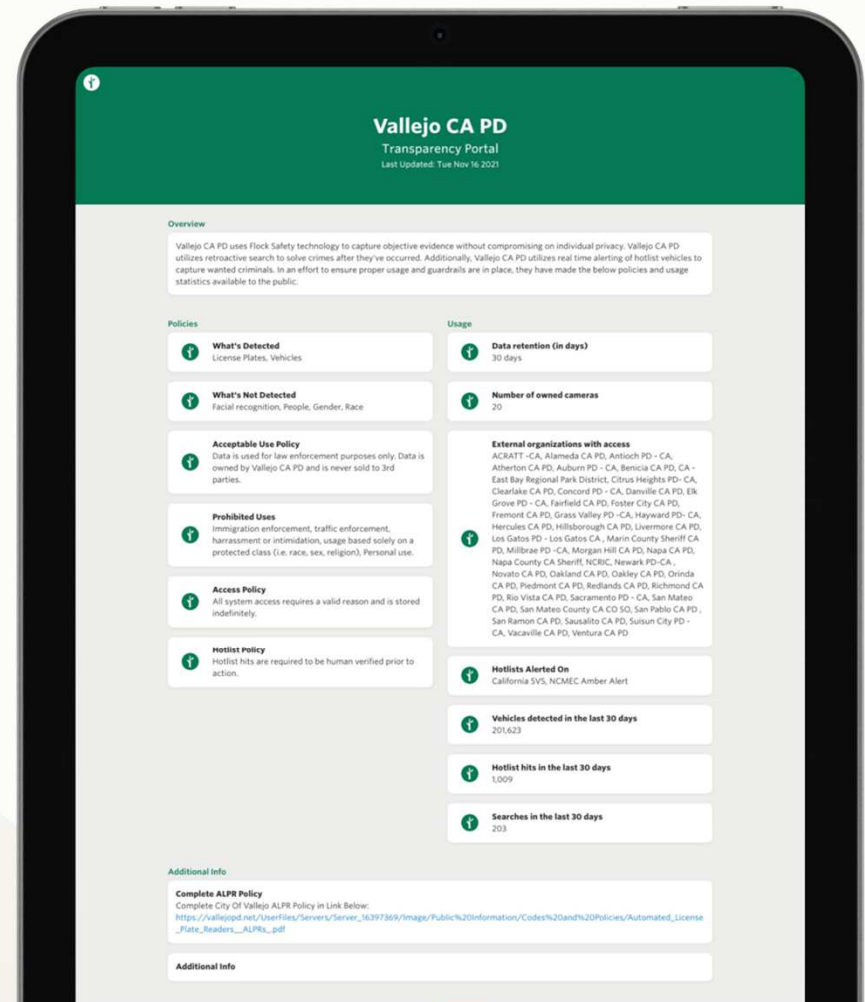 Vallejo CA PD
Transparency Portal
Last Updated: Tue Nov 16 2021
Overview
Vallejo CA PD uses Flock Safety technology to capture objective evidence without compromising on individual privacy. Vallejo CA PD
utilizes retroactive search to solve crimes after they've occurred. Additionally, Vallejo CA PD utilizes real time alerting of hotlist vehicles to
capture wanted criminals. In an effort to ensure proper usage and guardrails are in place, they have made the below policies and usage
statistics available to the public.
Policies
What's Detected
License Plates, Vehicles
What's Not Detected
Facial recognition, People, Gender, Race
Acceptable Use Policy
Data is used for law enforcement purposes only. Data is
owned by Vallejo CA PD and is never sold to 3rd
parties.
Prohibited Uses
Immigration enforcement, traffic enforcement,
harrassment or intimidation, usage based solely on a
protected class (i.e. race, sex, religion), Personal use.
Access Policy
All system access requires a valid reason and is stored
indefinitely.
Hotlist Policy
Hotlist hits are required to be human verified prior to
action.
Usage
Data retention (in days)
30 days
Number of owned cameras
20
External organizations with access
ACRATT -CA, Alameda CA PD, Antioch PD - CA,
Atherton CA PD, Auburn PD - CA, Benicia CA PD, CA -
East Bay Regional Park District, Citrus Heights PD- CA,
Clearlake CA PD, Concord PD - CA, Danville CA PD, Elk
Grove PD - CA, Fairfield CA PD, Foster City CA PD,
Fremont CA PD, Grass Valley PD -CA, Hayward PD- CA,
Hercules CA PD, Hillsborough CA PD, Livermore CA PD,
Los Gatos PD - Los Gatos CA , Marin County Sheriff CA
PD, Millbrae PD -CA, Morgan Hill CA PD, Napa CA PD,
Napa County CA Sheriff, NCRIC, Newark PD-CA ,
Novato CA PD, Oakland CA PD, Oakley CA PD, Orinda
CA PD, Piedmont CA PD, Redlands CA PD, Richmond CA
PD, Rio Vista CA PD, Sacramento PD - CA, San Mateo
CA PD, San Mateo County CA CO SO, San Pablo CA PD ,
San Ramon CA PD, Sausalito CA PD, Suisun City PD -
CA, Vacaville CA PD, Ventura CA PD
Hotlists Alerted On
California SVS, NCMEC Amber Alert
Vehicles detected in the last 30 days
201,623
Hotlist hits in the last 30 days
1,009
Searches in the last 30 days
203
Additional Info
Complete ALPR Policy
Complete City Of Vallejo ALPR Policy in Link Below:
https://vallejopd.net/UserFiles/Servers/Server_16397369/Image/Public%20Information/Codes%20and%20Policies/Automated_License
_Plate_Readers__ALPRs_.pdf
Additional Info